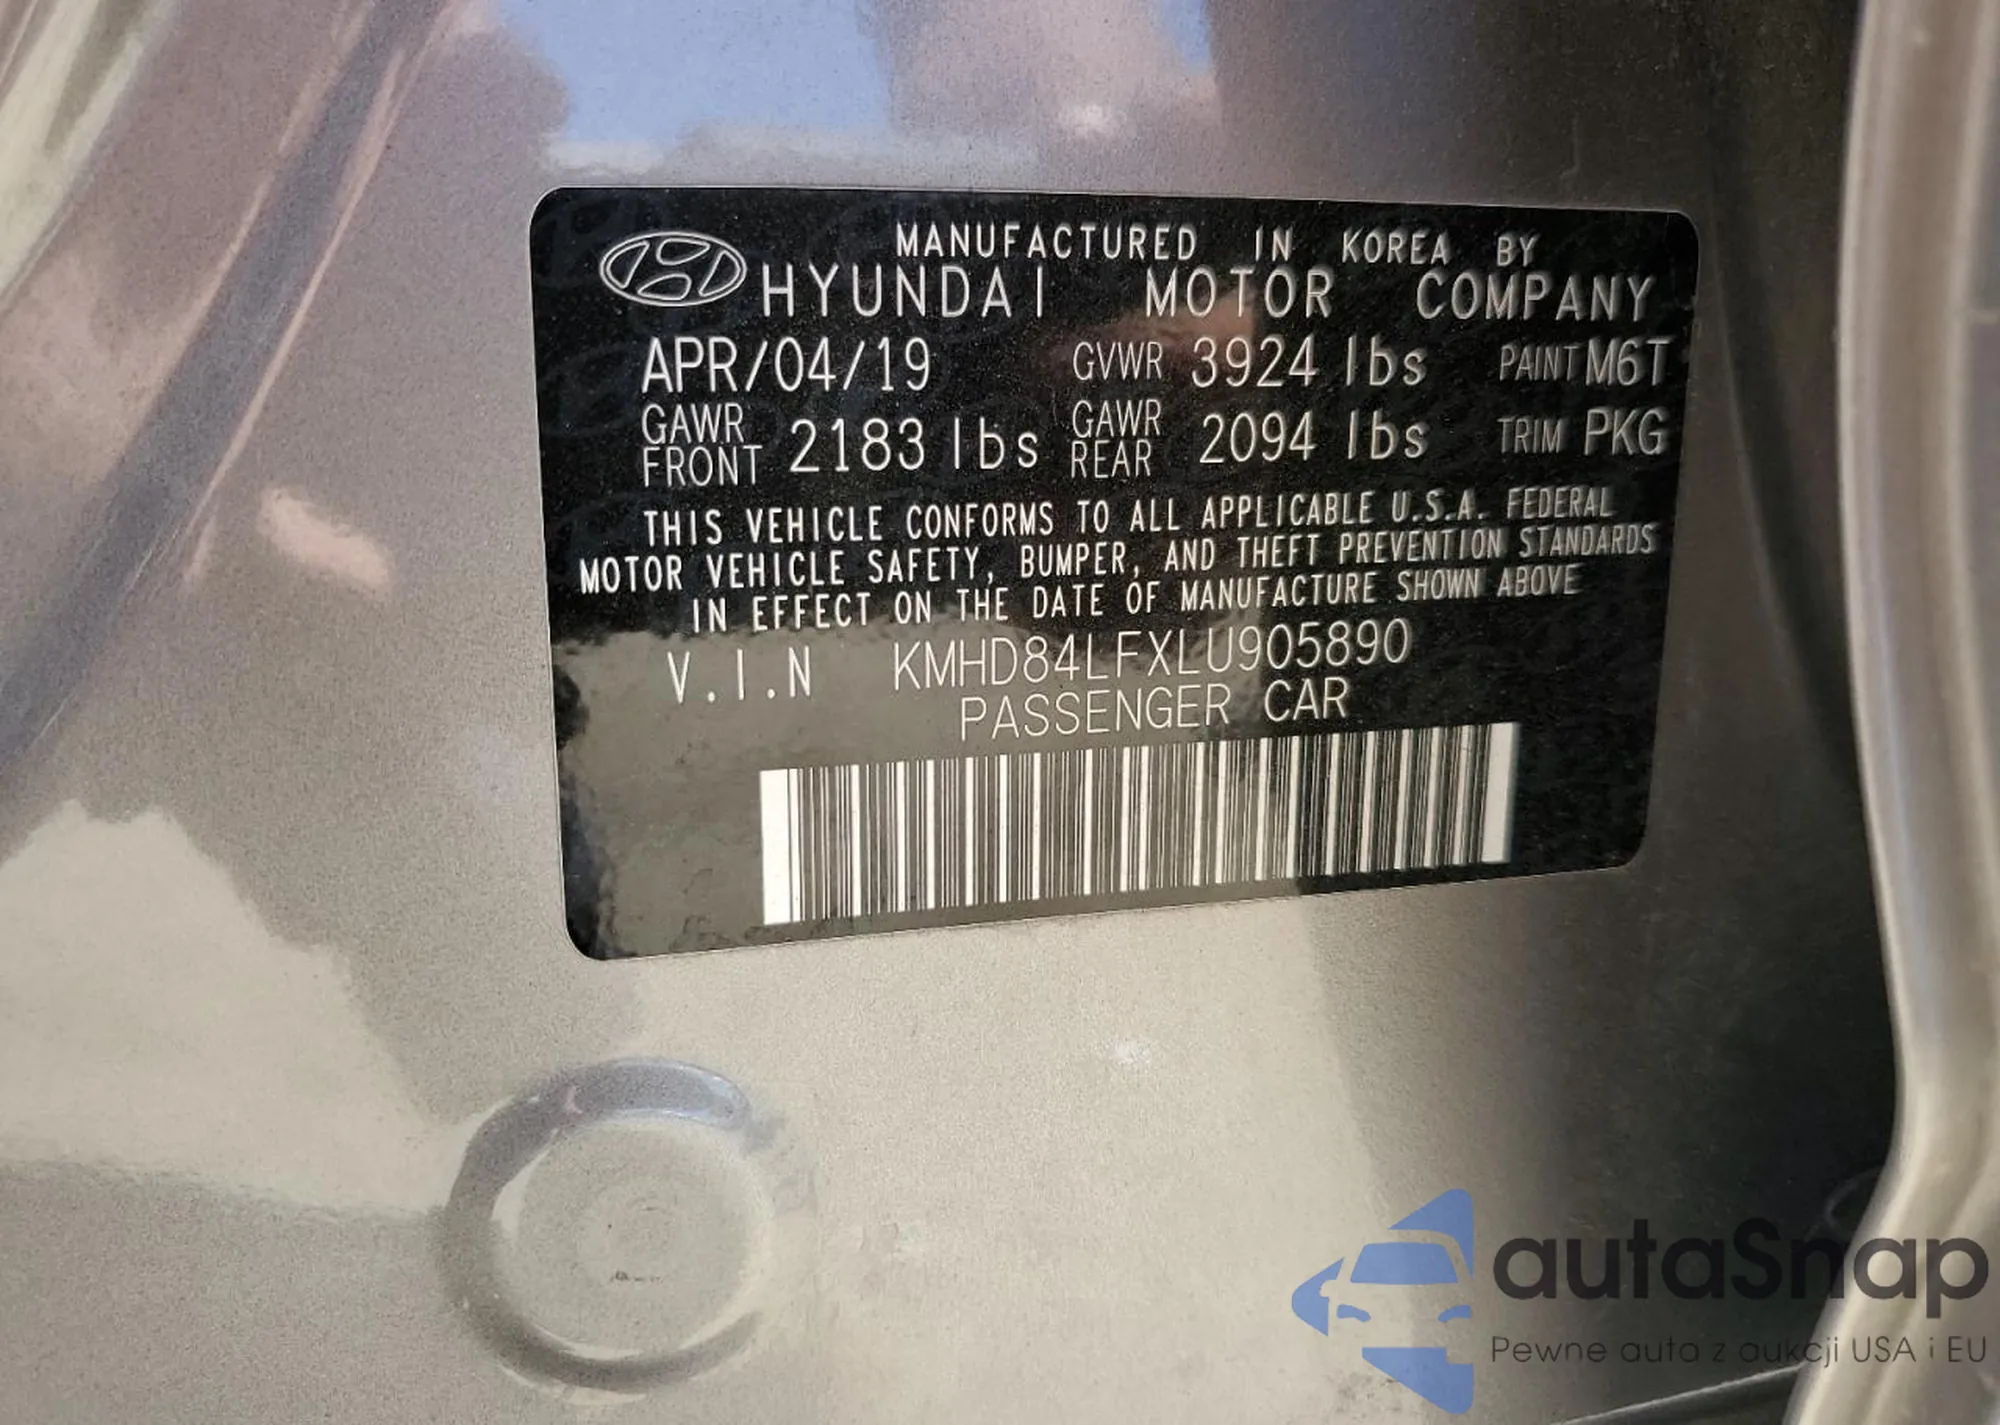 MANUFACTURED IN KOREA BY
HYUNDAI MOTOR COMPANY
APR/04/19 GVWR 3924 lbs PAINT M6T
GAWR FRONT 2183 lbs GAWR REAR 2094 lbs TRIM PKG
THIS VEHICLE CONFORMS TO ALL APPLICABLE U.S.A. FEDERAL
MOTOR VEHICLE SAFETY, BUMPER, AND THEFT PREVENTION STANDARDS
IN EFFECT ON THE DATE OF MANUFACTURE SHOWN ABOVE
V.I.N KMHD84LFXLU905890
PASSENGER CAR
autaSnap
Pewne auta z aukcji USA i EU